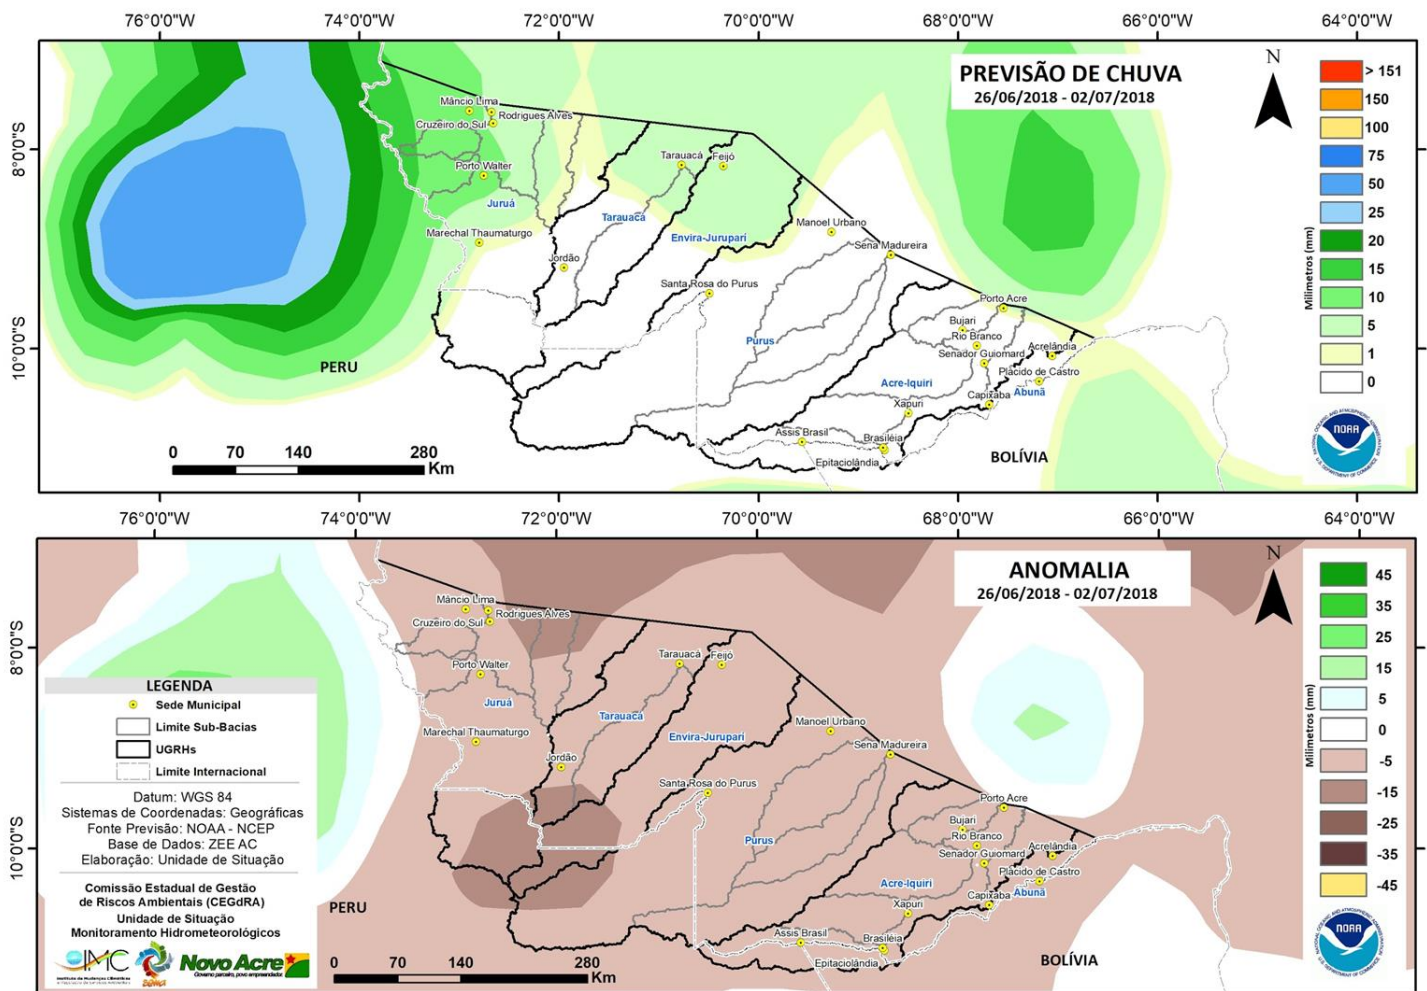 76°0'0"W 74°0'0"W 72°0'0"W 70°0'0"W 68°0'0"W 66°0'0"W 64°0'0"W
8°0'0"S
10°0'0"S
PREVISÃO DE CHUVA
26/06/2018 - 02/07/2018
N
Milimetros (mm)
> 151
150
100
75
50
25
20
15
10
5
1
0
NOAA
Mâncio Lima
Rodrigues Alves
Cruzeiro do Sul
Porto Walter
Juruá
Marechal Thaumaturgo
Jordão
Tarauacá
Feijó
Tarauacá
Envira-Jurupari
Manoel Urbano
Sena Madureira
Santa Rosa do Purus
Purus
Porto Acre
Bujari
Rio Branco
Senador Guiomard
Acrelândia
Plácido de Castro
Abunã
Acre-Iquiri
Capixaba
Xapuri
Assis Brasil
Brasiléia
Epitaciolândia
PERU
BOLÍVIA
0 70 140 280
Km
76°0'0"W 74°0'0"W 72°0'0"W 70°0'0"W 68°0'0"W 66°0'0"W 64°0'0"W
8°0'0"S
10°0'0"S
ANOMALIA
26/06/2018 - 02/07/2018
N
Milimetros (mm)
45
35
25
15
5
0
-5
-15
-25
-35
-45
NOAA
Mâncio Lima
Rodrigues Alves
Cruzeiro do Sul
Porto Walter
Juruá
Marechal Thaumaturgo
Jordão
Tarauacá
Feijó
Tarauacá
Envira-Jurupari
Manoel Urbano
Sena Madureira
Santa Rosa do Purus
Purus
Porto Acre
Bujari
Rio Branco
Senador Guiomard
Acrelândia
Plácido de Castro
Abunã
Acre-Iquiri
Capixaba
Xapuri
Assis Brasil
Brasiléia
Epitaciolândia
PERU
BOLÍVIA
0 70 140 280
Km
LEGENDA
Sede Municipal
Limite Sub-Bacias
UGRHs
Limite Internacional
Datum: WGS 84
Sistemas de Coordenadas: Geográficas
Fonte Previsão: NOAA - NCEP
Base de Dados: ZEE AC
Elaboração: Unidade de Situação
Comissão Estadual de Gestão
de Riscos Ambientais (CEGdRA)
Unidade de Situação
Monitoramento Hidrometeorológicos
IMC
Novo Acre
Governo parceiro, povo empreendedor